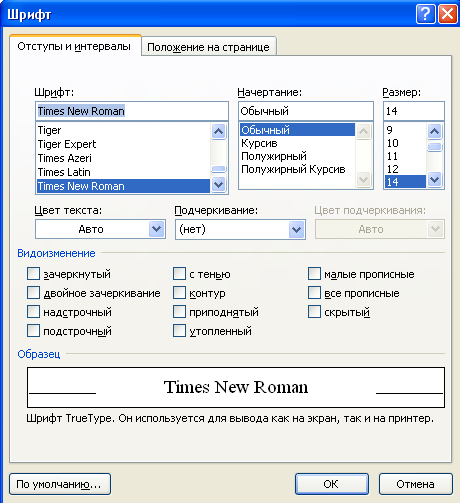 Шрифт
Отступы и интервалы Положение на странице
Шрифт: Начертание: Размер:
Times New Roman Обычный 14
Tiger Обычный 9
Tiger Expert Курсив 10
Times Azeri Полужирный 11
Times Latin Полужирный Курсив 12
Times New Roman 14
Цвет текста: Подчеркивание: Цвет подчеркивания:
Авто (нет) Авто
Видоизменение
зачеркнутый с тенью малые прописные
двойное зачеркивание контур все прописные
надстрочный приподнятый скрытый
подстрочный утопленный
Образец
Times New Roman
Шрифт TrueType. Он используется для вывода как на экран, так и на принтер.
По умолчанию... ОК Отмена